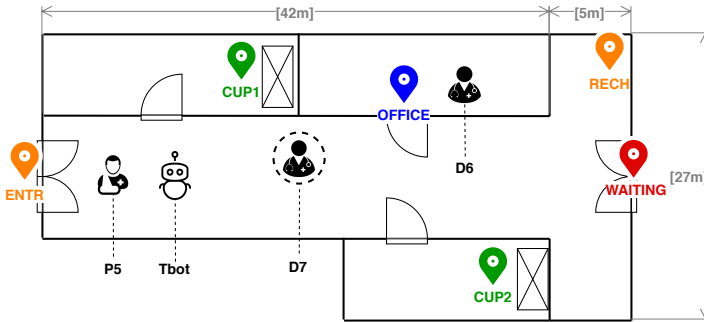 [42m]
[5m]
CUP1
OFFICE
RECH
D6
ENTR
WAITING
[27m]
P5
Tbot
D7
CUP2